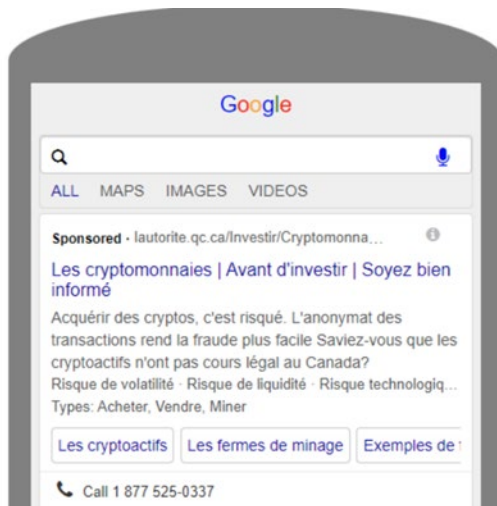 Google
ALL MAPS IMAGES VIDEOS
Sponsored · lautorite.qc.ca/Investir/Cryptomonna...
Les cryptomonnaies | Avant d'investir | Soyez bien
informé
Acquérir des cryptos, c'est risqué. L'anonymat des
transactions rend la fraude plus facile Saviez-vous que les
cryptoactifs n'ont pas cours légal au Canada?
Risque de volatilité · Risque de liquidité · Risque technologiq...
Types: Acheter, Vendre, Miner
Les cryptoactifs Les fermes de minage Exemples de
Call 1 877 525-0337